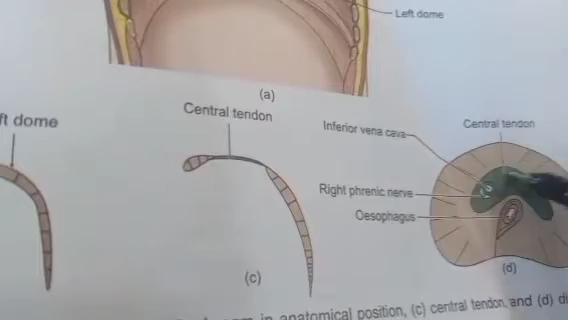 Left dome
(a)
Central tendon
ft dome
Inferior vena cava
Central tendon
Right phrenic nerve
Oesophagus
(c)
(d)
in anatomical position, (c) central tendon, and (d) di